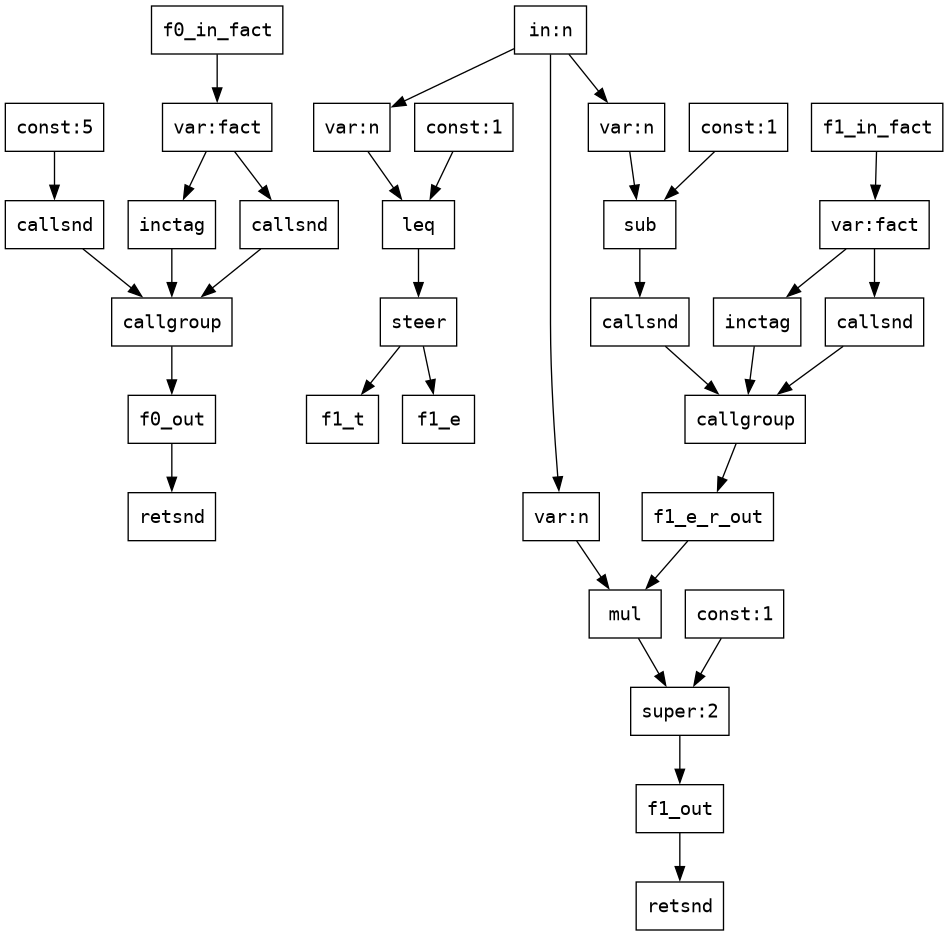 f0_in_fact
in:n
const:5
var:fact
var:n
const:1
var:n
const:1
f1_in_fact
callsnd
inctag
callsnd
leq
sub
var:fact
callgroup
steer
callsnd
inctag
callsnd
f0_out
f1_t
f1_e
callgroup
retsnd
var:n
f1_e_r_out
mul
const:1
super:2
f1_out
retsnd